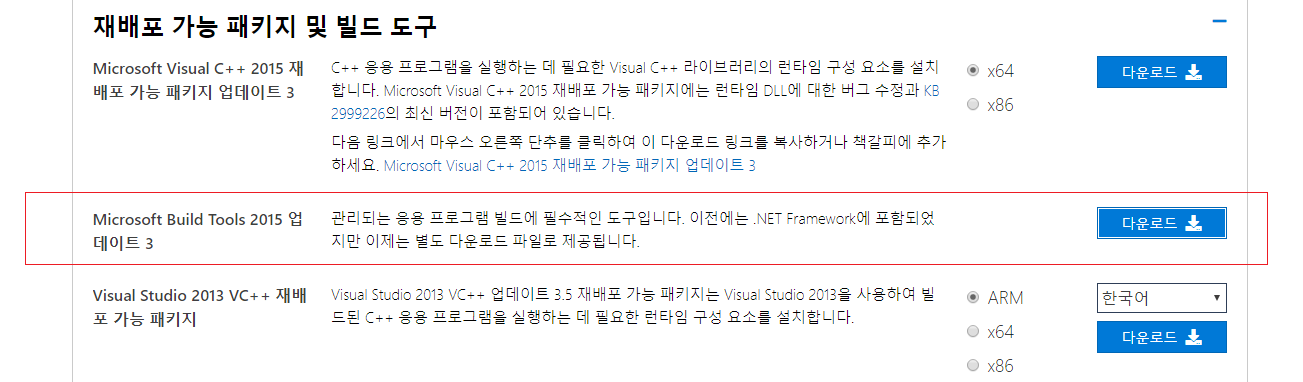 재배포 가능 패키지 및 빌드 도구
Microsoft Visual C++ 2015 재
배포 가능 패키지 업데이트 3
C++ 응용 프로그램을 실행하는 데 필요한 Visual C++ 라이브러리의 런타임 구성 요소를 설치
합니다. Microsoft Visual C++ 2015 재배포 가능 패키지에는 런타임 DLL에 대한 버그 수정과 KB
2999226의 최신 버전이 포함되어 있습니다.
다음 링크에서 마우스 오른쪽 단추를 클릭하여 이 다운로드 링크를 복사하거나 책갈피에 추가
하세요. Microsoft Visual C++ 2015 재배포 가능 패키지 업데이트 3
x64
x86
다운로드
Microsoft Build Tools 2015 업
데이트 3
관리되는 응용 프로그램 빌드에 필수적인 도구입니다. 이전에는 .NET Framework에 포함되었
지만 이제는 별도 다운로드 파일로 제공됩니다.
다운로드
Visual Studio 2013 VC++ 재배
포 가능 패키지
Visual Studio 2013 VC++ 업데이트 3.5 재배포 가능 패키지는 Visual Studio 2013을 사용하여 빌
드된 C++ 응용 프로그램을 실행하는 데 필요한 런타임 구성 요소를 설치합니다.
ARM
x64
x86
한국어
다운로드